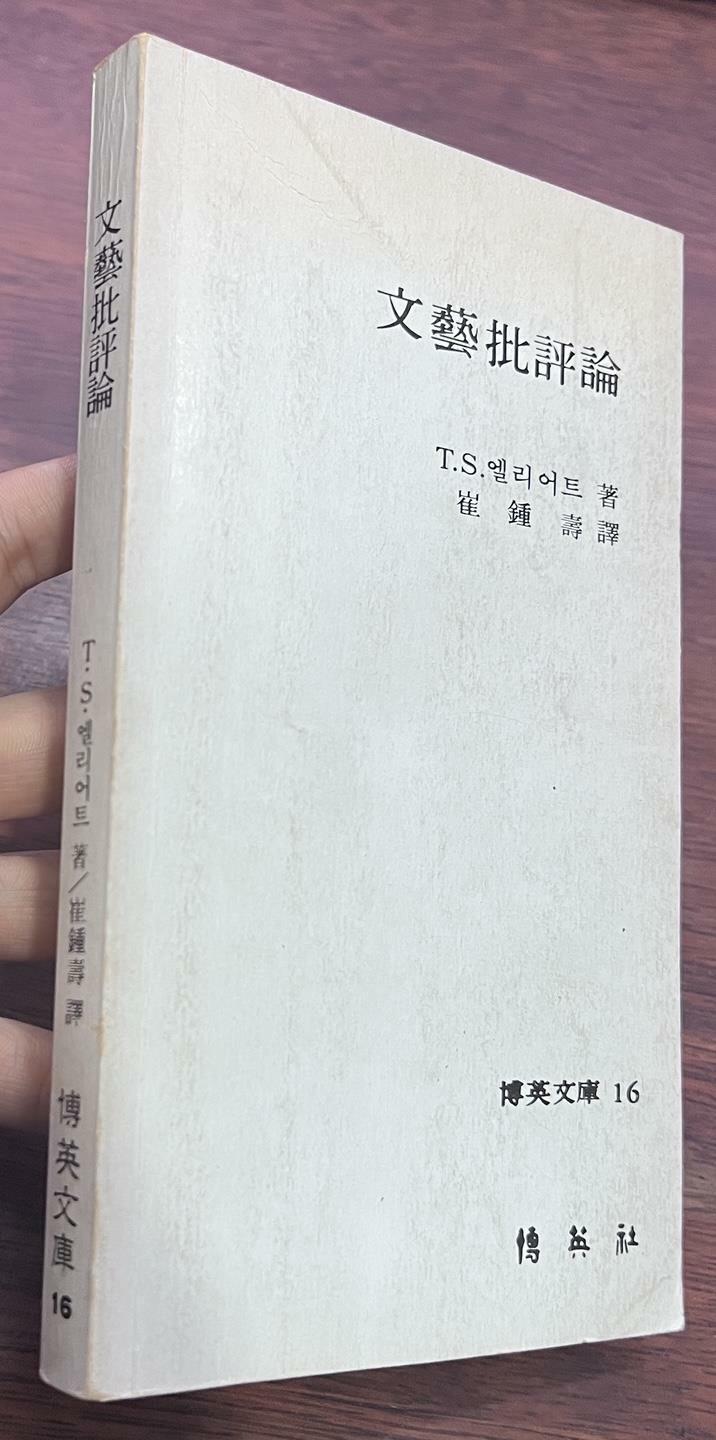 文藝批評論
T.S.엘리어트 著
崔鍾壽 譯
博英文庫 16
博英社
文藝批評論
T·S·엘리어트 著/崔鍾壽 譯
博英文庫 16